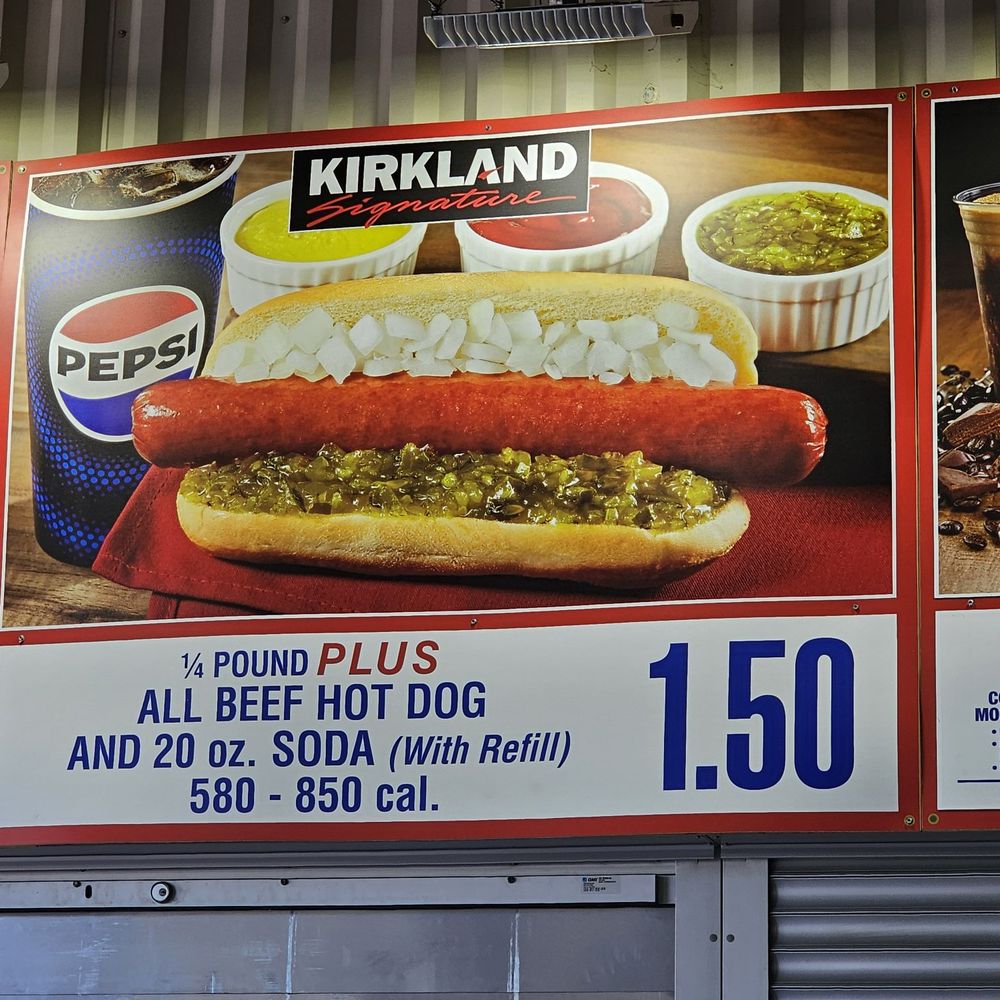 KIRKLAND
Signature
PEPSI
¼ POUND PLUS
ALL BEEF HOT DOG
AND 20 oz. SODA (With Refill)
580 - 850 cal.
1.50